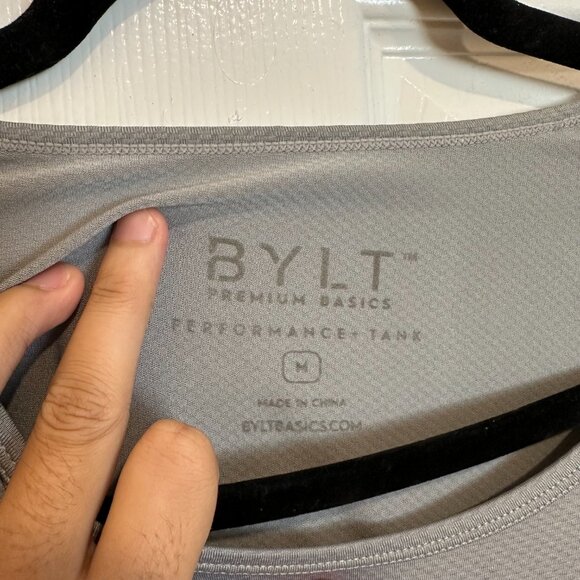 BYLT™
PREMIUM BASICS
PERFORMANCE+ TANK
M
MADE IN CHINA
BYLTBASICS.COM